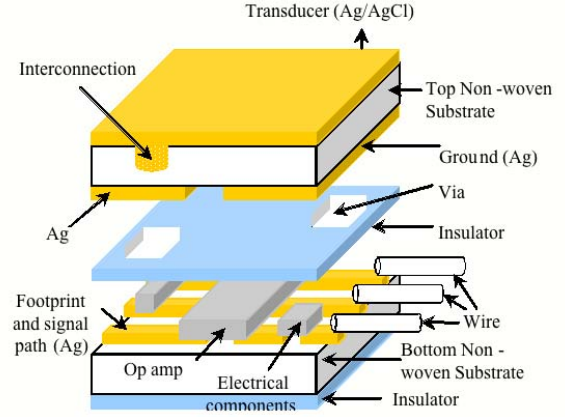 Transducer (Ag/AgCl)
Interconnection
Top Non -woven
Substrate
Ground (Ag)
Via
Ag
Insulator
Footprint
and signal
path (Ag)
Wire
Op amp
Electrical
components
Bottom Non -
woven Substrate
Insulator